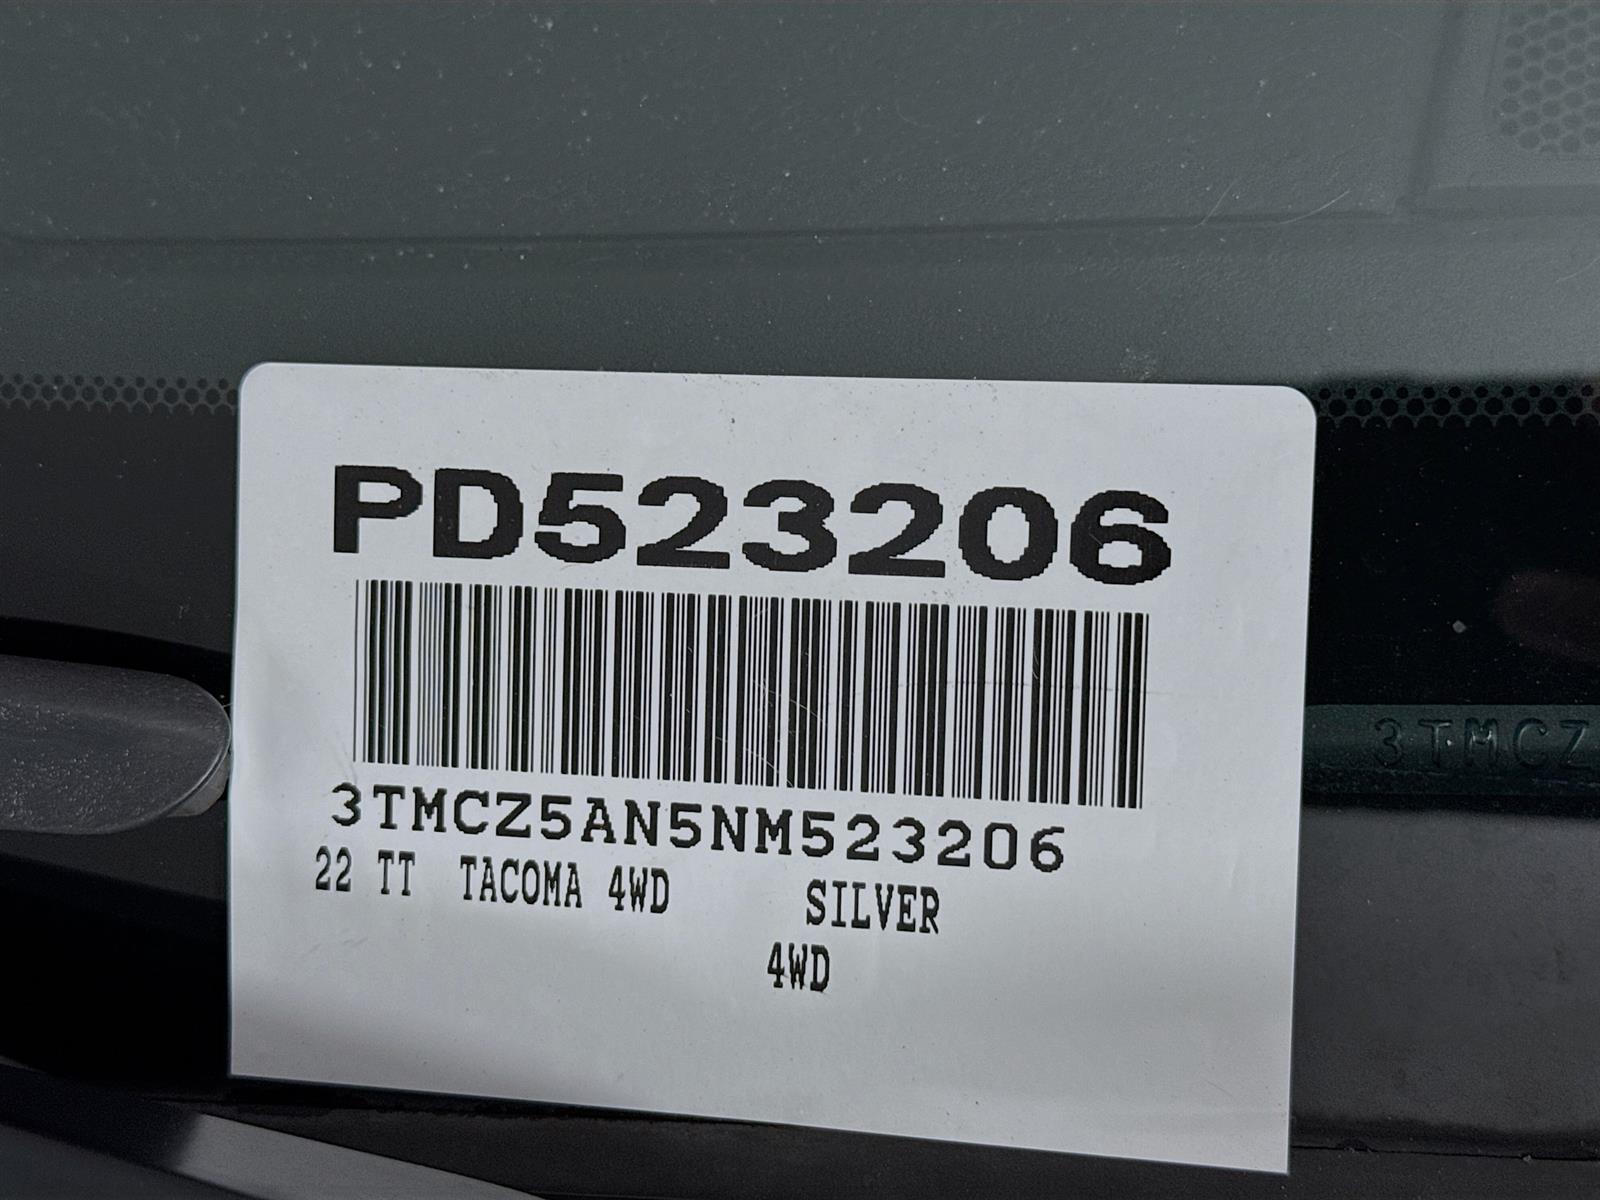 PD523206
3TMCZ5AN5NM523206
22 TT TACOMA 4WD SILVER
4WD
3TMCZ